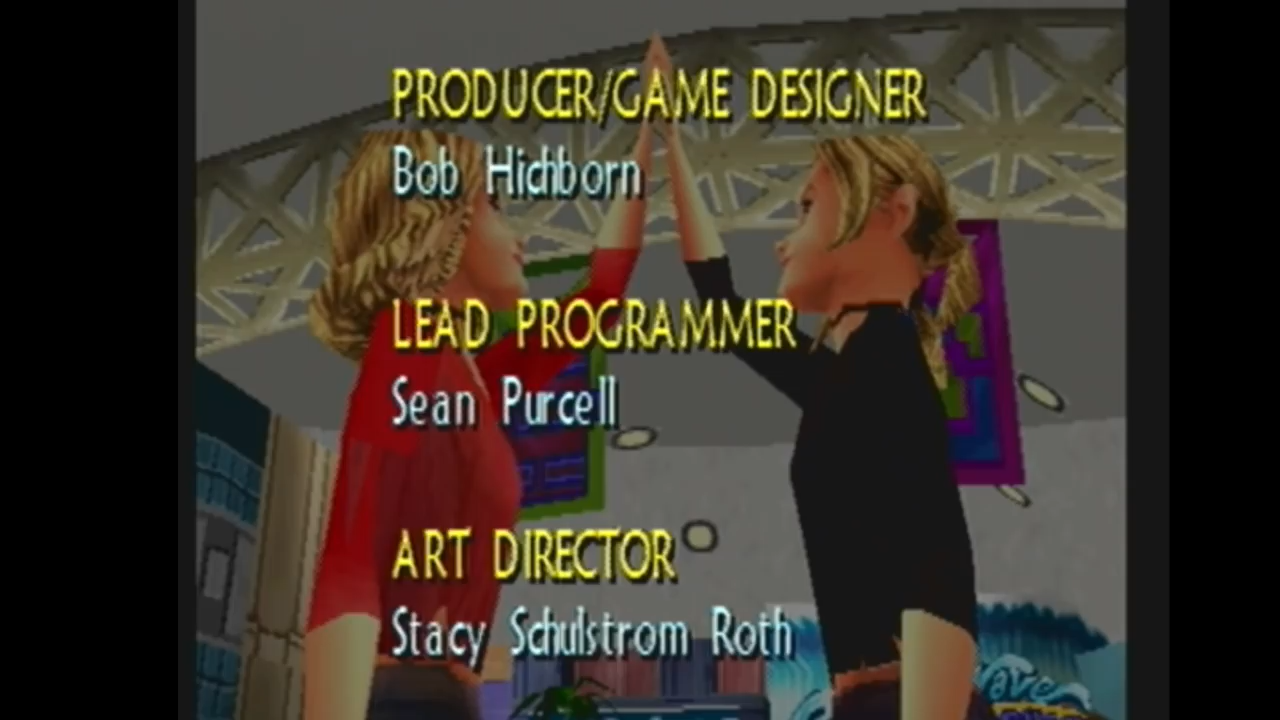 PRODUCER/GAME DESIGNER
Bob Hichborn
LEAD PROGRAMMER
Sean Purcell
ART DIRECTOR
Stacy Schulstrom Roth